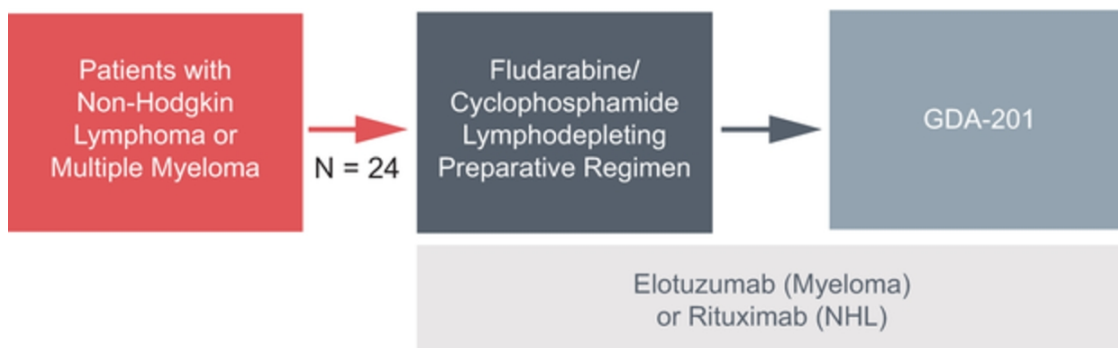 Patients with
Non-Hodgkin
Lymphoma or
Multiple Myeloma
N = 24
Fludarabine/
Cyclophosphamide
Lymphodepleting
Preparative Regimen
GDA-201
Elotuzumab (Myeloma)
or Rituximab (NHL)